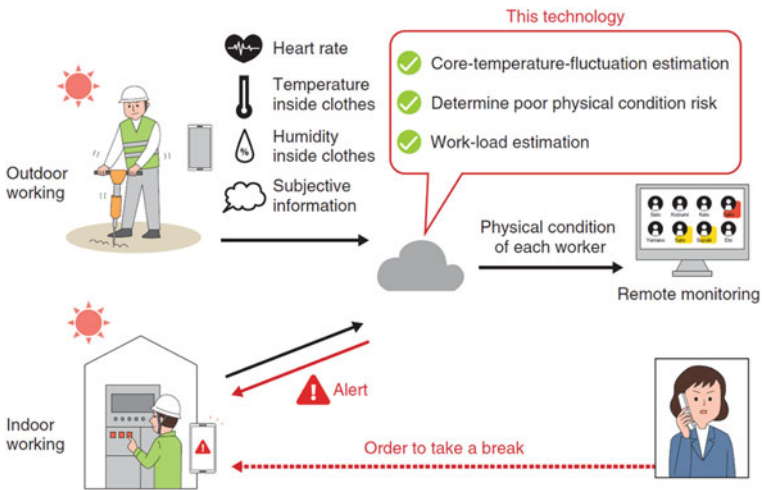 This technology
Heart rate
Temperature
inside clothes
%
Humidity
inside clothes
Subjective
information
Core-temperature-fluctuation estimation
Determine poor physical condition risk
Work-load estimation
Outdoor
working
Physical condition
of each worker
Sato
Kato
Remote monitoring
Alert
Indoor
working
Order to take a break